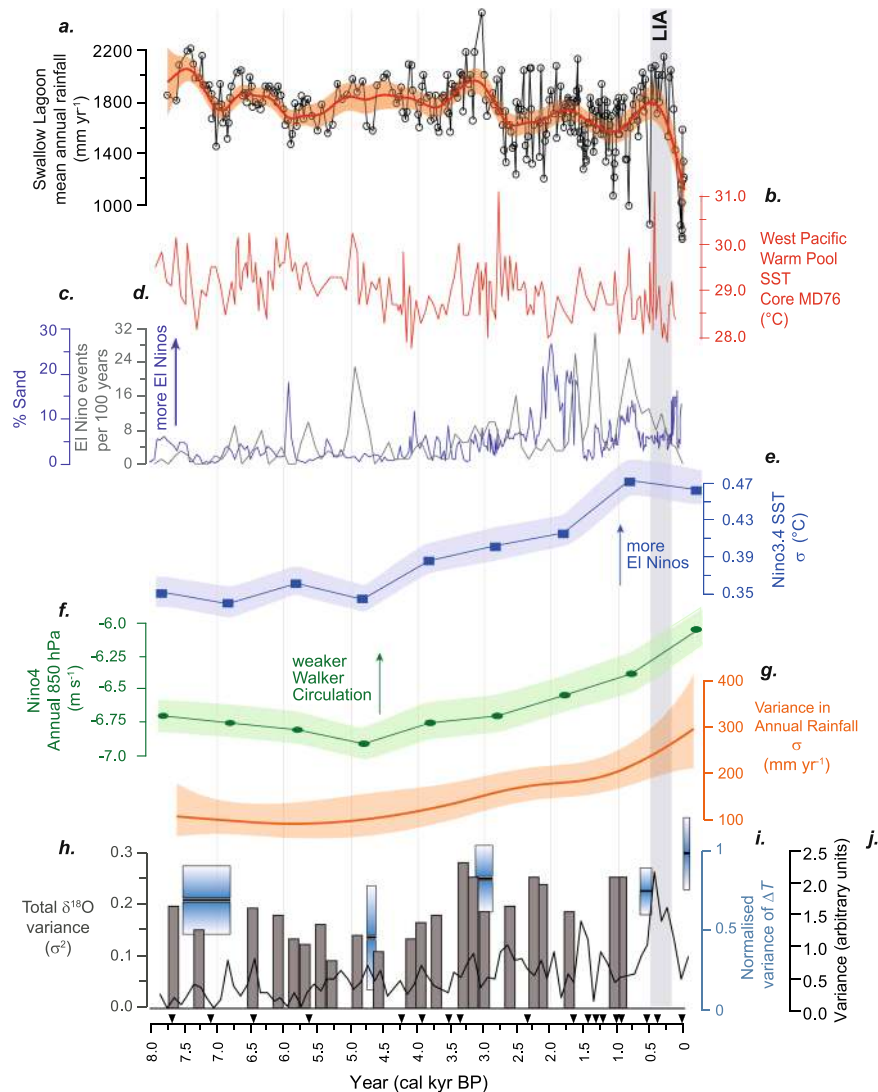 a.
LIA
2200
1800
1400
1000
Swallow Lagoon
mean annual rainfall
(mm yr⁻¹)
b.
31.0
30.0
29.0
28.0
West Pacific
Warm Pool
SST
Core MD76
(°C)
c.
d.
30
20
10
0
% Sand
32
24
16
8
0
El Nino events
per 100 years
more El Ninos
e.
0.47
0.43
0.39
0.35
Nino3.4 SST
σ (°C)
more
El Ninos
f.
-6.0
-6.25
-6.5
-6.75
-7.0
Nino4
Annual 850 hPa
(m s⁻¹)
weaker
Walker
Circulation
g.
400
300
200
100
Variance in
Annual Rainfall
σ
(mm yr⁻¹)
h.
0.3
0.2
0.1
0.0
Total δ¹⁸O
variance
(σ²)
i.
1
0.5
0
Normalised
variance of ΔT
j.
2.5
2.0
1.5
1.0
0.5
0.0
Variance (arbitrary units)
8.0 7.5 7.0 6.5 6.0 5.5 5.0 4.5 4.0 3.5 3.0 2.5 2.0 1.5 1.0 0.5 0
Year (cal kyr BP)